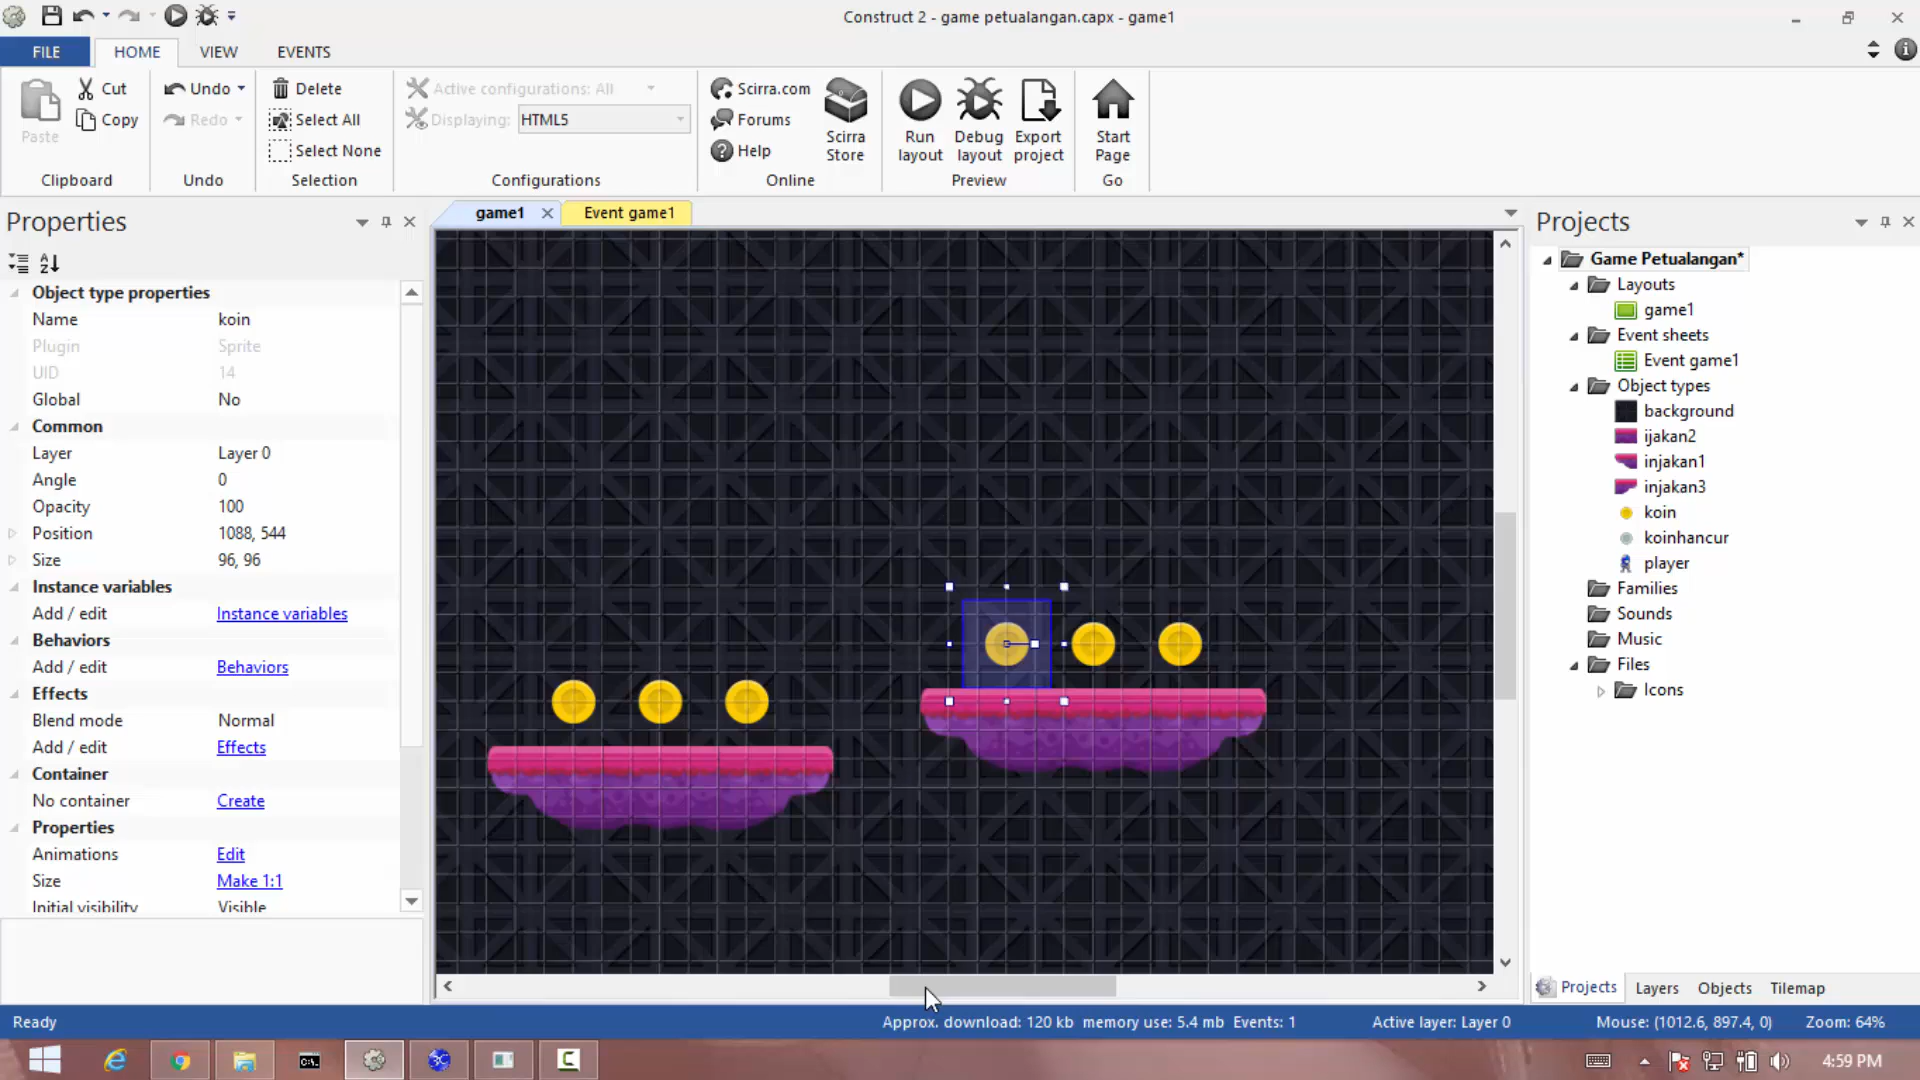 Construct 2 - game petualangan.capx - game1
FILE
HOME
VIEW
EVENTS
Paste
Cut
Copy
Clipboard
Undo
Redo
Undo
Delete
Select All
Select None
Selection
Active configurations: All
Displaying:
HTML5
Configurations
Scirra.com
Forums
Help
Scirra
Store
Online
Run
layout
Debug
layout
Export
project
Preview
Start
Page
Go
Properties
game1
Event game1
Projects
Object type properties
Name
koin
Plugin
Sprite
UID
14
Global
No
Common
Layer
Layer 0
Angle
0
Opacity
100
Position
1088, 544
Size
96, 96
Instance variables
Add / edit
Instance variables
Behaviors
Add / edit
Behaviors
Effects
Blend mode
Normal
Add / edit
Effects
Container
No container
Create
Properties
Animations
Edit
Size
Make 1:1
Initial visibility
Visible
Game Petualangan*
Layouts
game1
Event sheets
Event game1
Object types
background
ijakan2
injakan1
injakan3
koin
koinhancur
player
Families
Sounds
Music
Files
Icons
Projects
Layers
Objects
Tilemap
Ready
Approx. download: 120 kb memory use: 5.4 mb Events: 1
Active layer: Layer 0
Mouse: (1012.6, 897.4, 0)
Zoom: 64%
4:59 PM